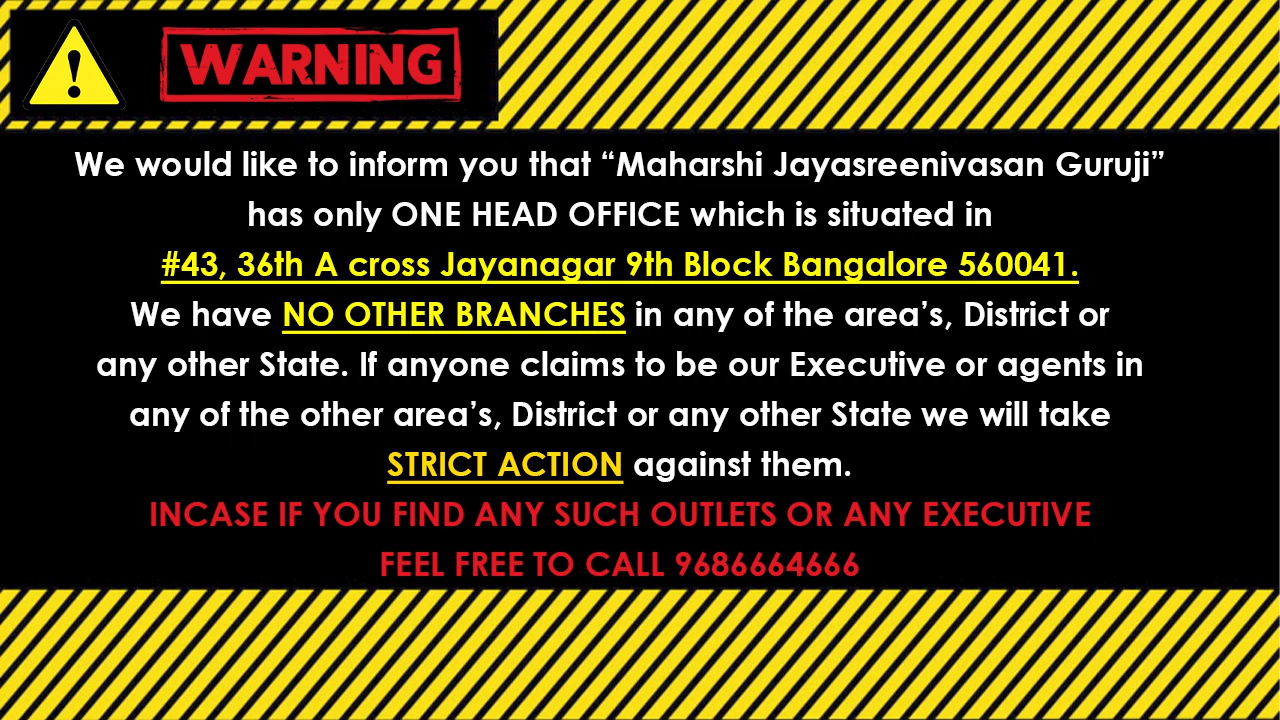 WARNING
We would like to inform you that “Maharshi Jayasreenivasan Guruji”
has only ONE HEAD OFFICE which is situated in
#43, 36th A cross Jayanagar 9th Block Bangalore 560041.
We have NO OTHER BRANCHES in any of the area’s, District or
any other State. If anyone claims to be our Executive or agents in
any of the other area’s, District or any other State we will take
STRICT ACTION against them.
INCASE IF YOU FIND ANY SUCH OUTLETS OR ANY EXECUTIVE
FEEL FREE TO CALL 9686664666